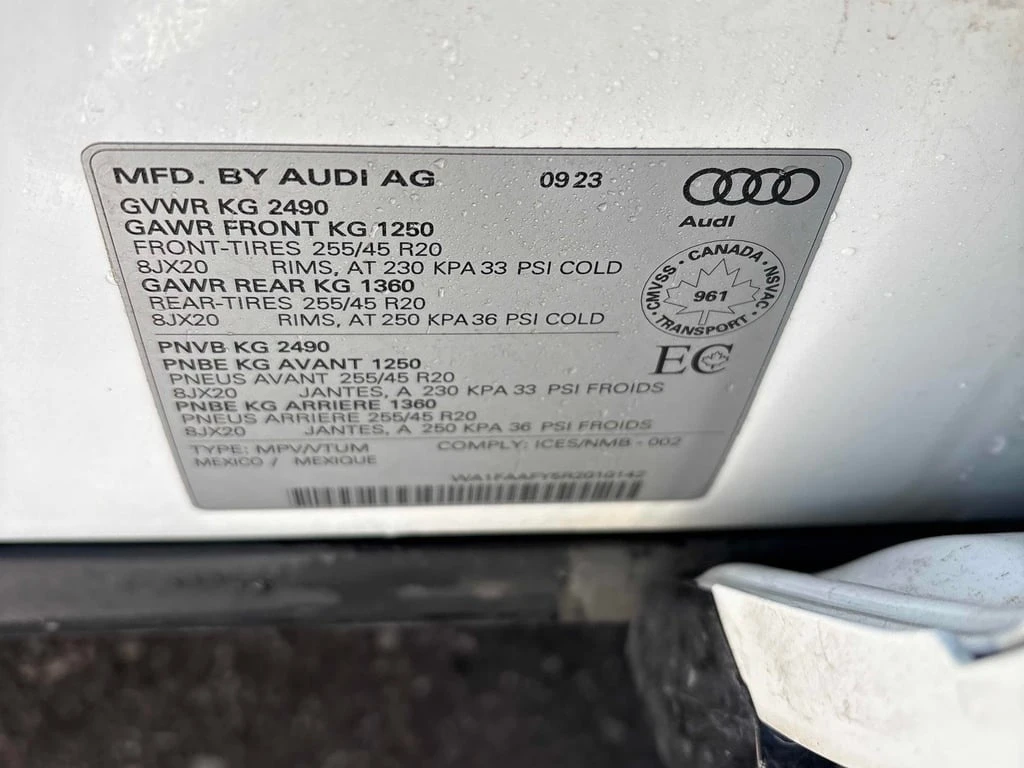 MFD. BY AUDI AG 09 23
Audi
GVWR KG 2490
GAWR FRONT KG 1250
FRONT-TIRES 255/45 R20
8JX20 RIMS, AT 230 KPA 33 PSI COLD
GAWR REAR KG 1360
REAR-TIRES 255/45 R20
8JX20 RIMS, AT 250 KPA 36 PSI COLD
CMVSS · CANADA · NSVAC · TRANSPORT ·
961
PNVB KG 2490
PNBE KG AVANT 1250
PNEUS AVANT 255/45 R20
8JX20 JANTES, A 230 KPA 33 PSI FROIDS
PNBE KG ARRIERE 1360
PNEUS ARRIERE 255/45 R20
8JX20 JANTES, A 250 KPA 36 PSI FROIDS
EC
TYPE: MPV/VTUM COMPLY: ICES/NMB - 002
MEXICO / MEXIQUE